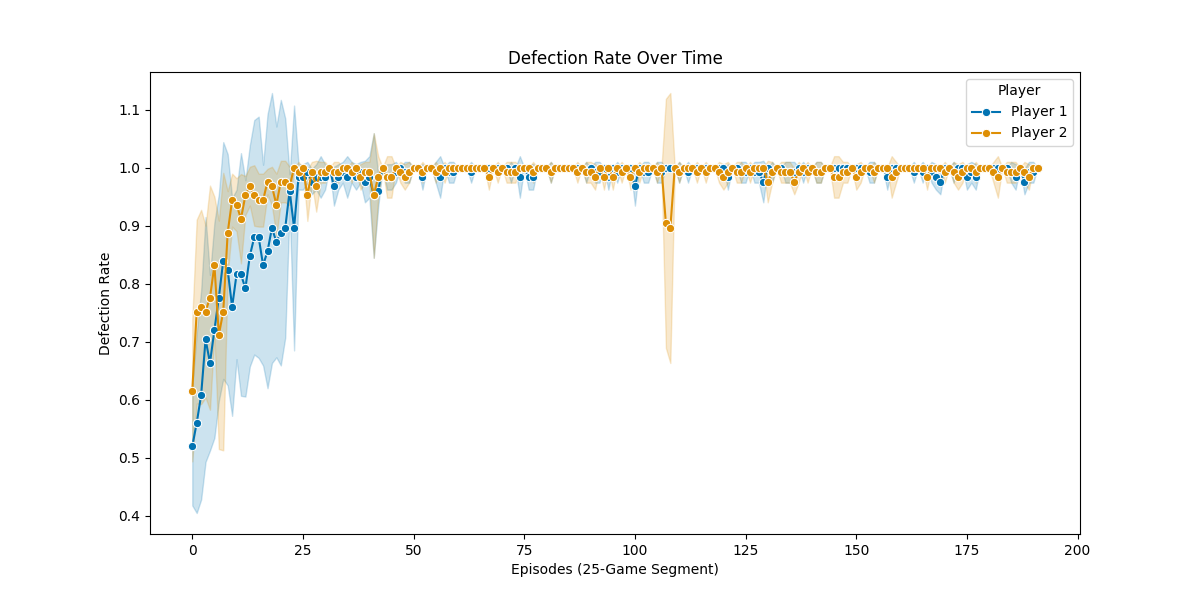 Defection Rate Over Time
Player
Player 1
Player 2
Defection Rate
1.1
1.0
0.9
0.8
0.7
0.6
0.5
0.4
0 25 50 75 100 125 150 175 200
Episodes (25-Game Segment)